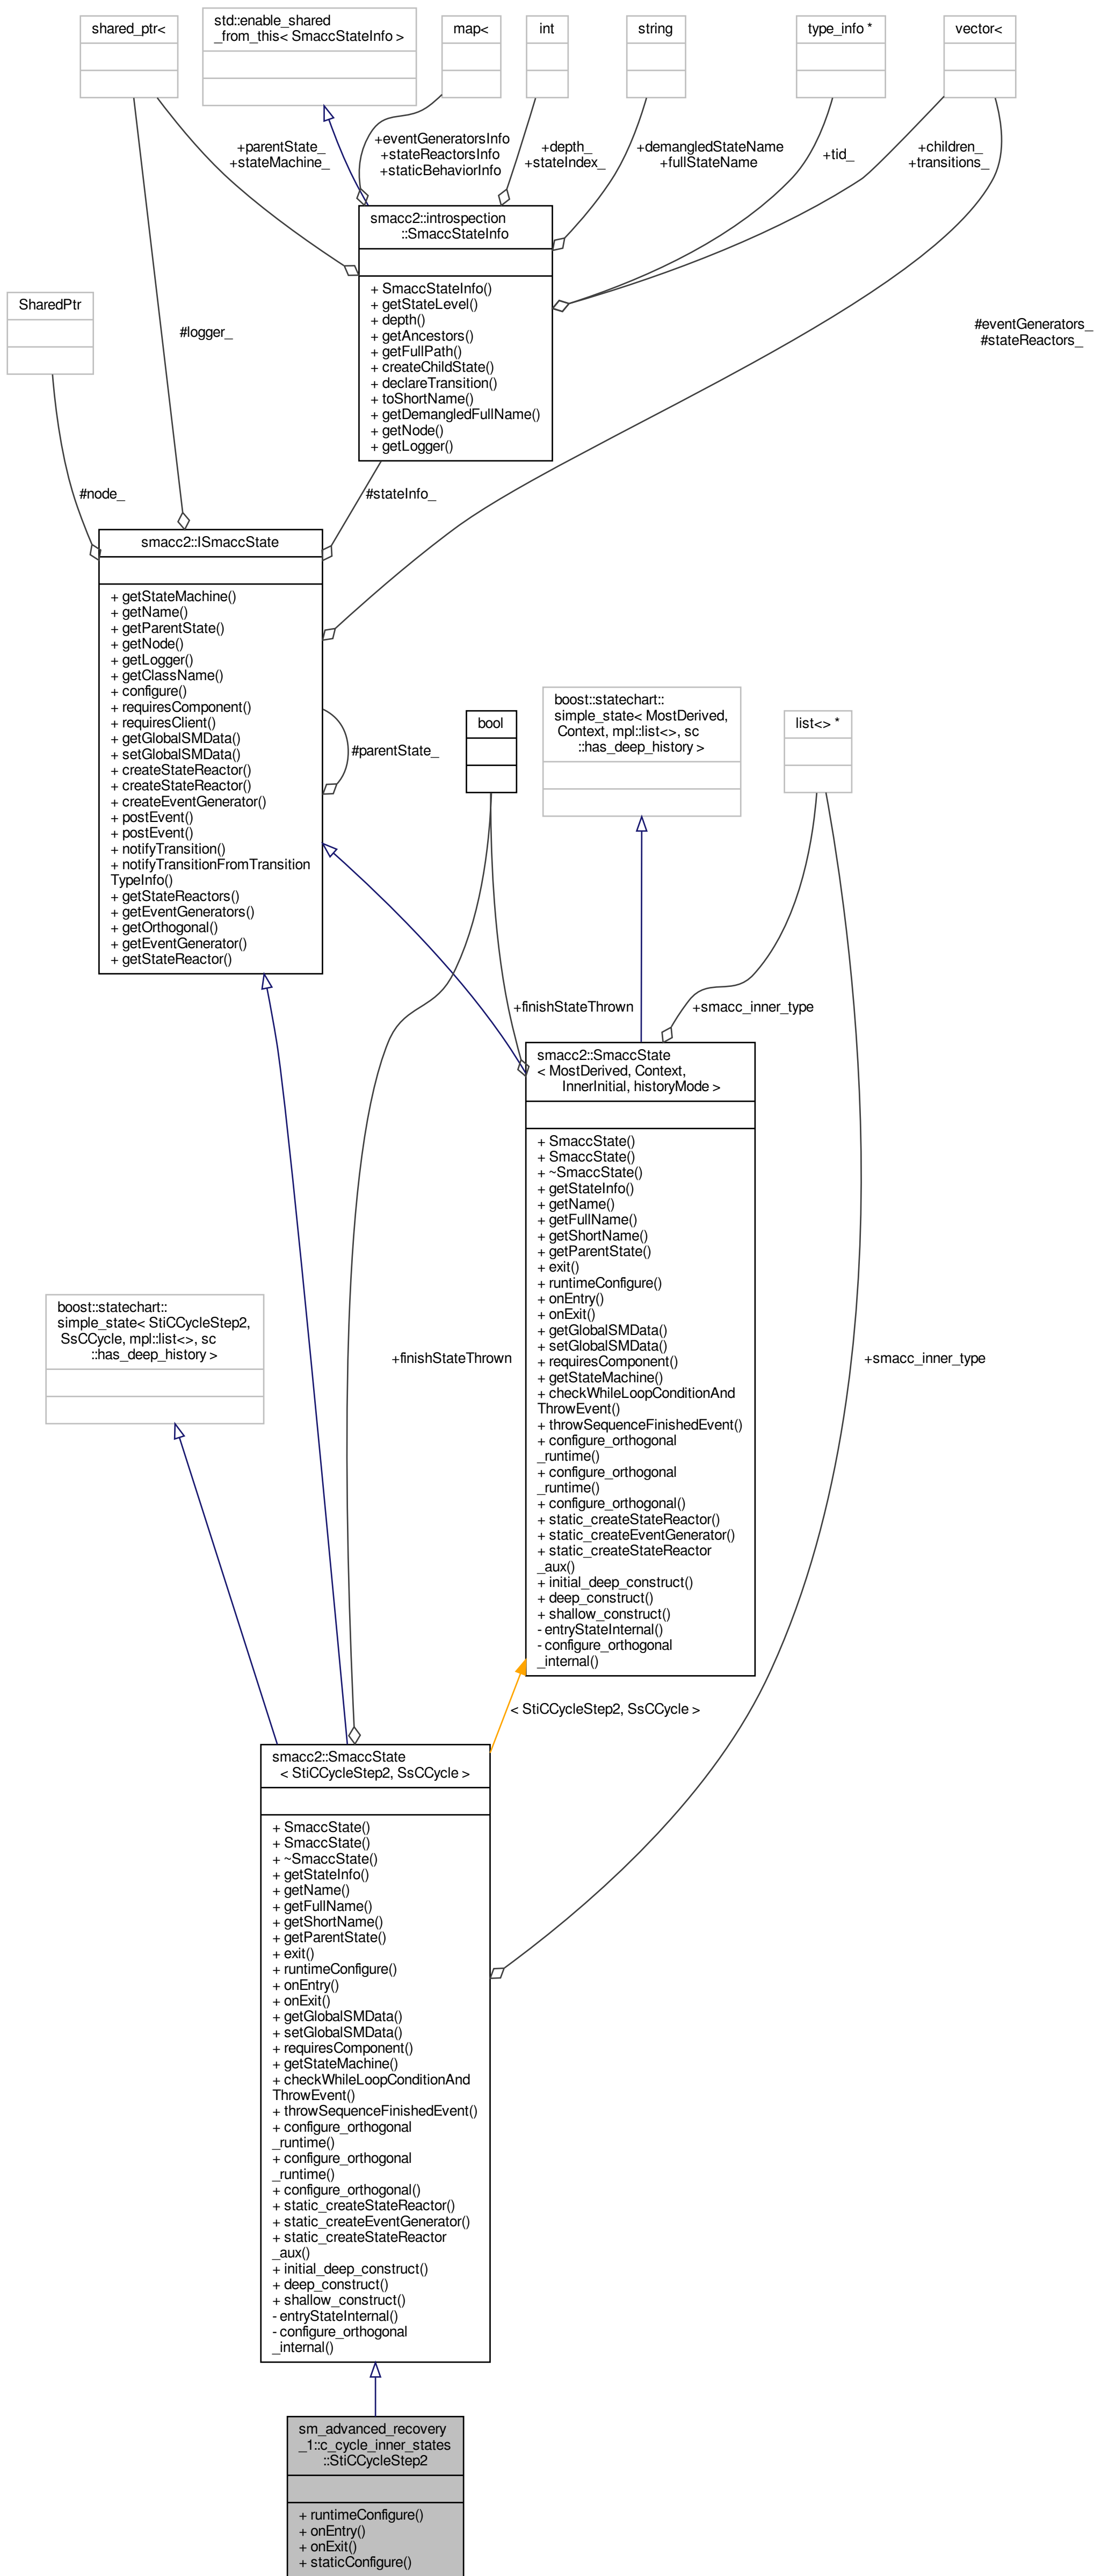 shared_ptr<
std::enable_shared
_from_this< SmaccStateInfo >
map<
int
string
type_info *
vector<
+parentState_
+stateMachine_
+eventGeneratorsInfo
+stateReactorsInfo
+staticBehaviorInfo
+depth_
+stateIndex_
+demangledStateName
+fullStateName
+tid_
+children_
+transitions_
smacc2::introspection
::SmaccStateInfo
+ SmaccStateInfo()
+ getStateLevel()
+ depth()
+ getAncestors()
+ getFullPath()
+ createChildState()
+ declareTransition()
+ toShortName()
+ getDemangledFullName()
+ getNode()
+ getLogger()
SharedPtr
#logger_
#eventGenerators_
#stateReactors_
#node_
#stateInfo_
smacc2::ISmaccState
+ getStateMachine()
+ getName()
+ getParentState()
+ getNode()
+ getLogger()
+ getClassName()
+ configure()
+ requiresComponent()
+ requiresClient()
+ getGlobalSMData()
+ setGlobalSMData()
+ createStateReactor()
+ createStateReactor()
+ createEventGenerator()
+ postEvent()
+ postEvent()
+ notifyTransition()
+ notifyTransitionFromTransition
TypeInfo()
+ getStateReactors()
+ getEventGenerators()
+ getOrthogonal()
+ getEventGenerator()
+ getStateReactor()
#parentState_
bool
boost::statechart::
simple_state< MostDerived,
Context, mpl::list<>, sc
::has_deep_history >
list<> *
+finishStateThrown
+smacc_inner_type
smacc2::SmaccState
< MostDerived, Context,
InnerInitial, historyMode >
+ SmaccState()
+ SmaccState()
+ ~SmaccState()
+ getStateInfo()
+ getName()
+ getFullName()
+ getShortName()
+ getParentState()
+ exit()
+ runtimeConfigure()
+ onEntry()
+ onExit()
+ getGlobalSMData()
+ setGlobalSMData()
+ requiresComponent()
+ getStateMachine()
+ checkWhileLoopConditionAnd
ThrowEvent()
+ throwSequenceFinishedEvent()
+ configure_orthogonal
_runtime()
+ configure_orthogonal
_runtime()
+ configure_orthogonal()
+ static_createStateReactor()
+ static_createEventGenerator()
+ static_createStateReactor
_aux()
+ initial_deep_construct()
+ deep_construct()
+ shallow_construct()
- entryStateInternal()
- configure_orthogonal
_internal()
boost::statechart::
simple_state< StiCCycleStep2,
SsCCycle, mpl::list<>, sc
::has_deep_history >
+finishStateThrown
+smacc_inner_type
< StiCCycleStep2, SsCCycle >
smacc2::SmaccState
< StiCCycleStep2, SsCCycle >
+ SmaccState()
+ SmaccState()
+ ~SmaccState()
+ getStateInfo()
+ getName()
+ getFullName()
+ getShortName()
+ getParentState()
+ exit()
+ runtimeConfigure()
+ onEntry()
+ onExit()
+ getGlobalSMData()
+ setGlobalSMData()
+ requiresComponent()
+ getStateMachine()
+ checkWhileLoopConditionAnd
ThrowEvent()
+ throwSequenceFinishedEvent()
+ configure_orthogonal
_runtime()
+ configure_orthogonal
_runtime()
+ configure_orthogonal()
+ static_createStateReactor()
+ static_createEventGenerator()
+ static_createStateReactor
_aux()
+ initial_deep_construct()
+ deep_construct()
+ shallow_construct()
- entryStateInternal()
- configure_orthogonal
_internal()
sm_advanced_recovery
_1::c_cycle_inner_states
::StiCCycleStep2
+ runtimeConfigure()
+ onEntry()
+ onExit()
+ staticConfigure()